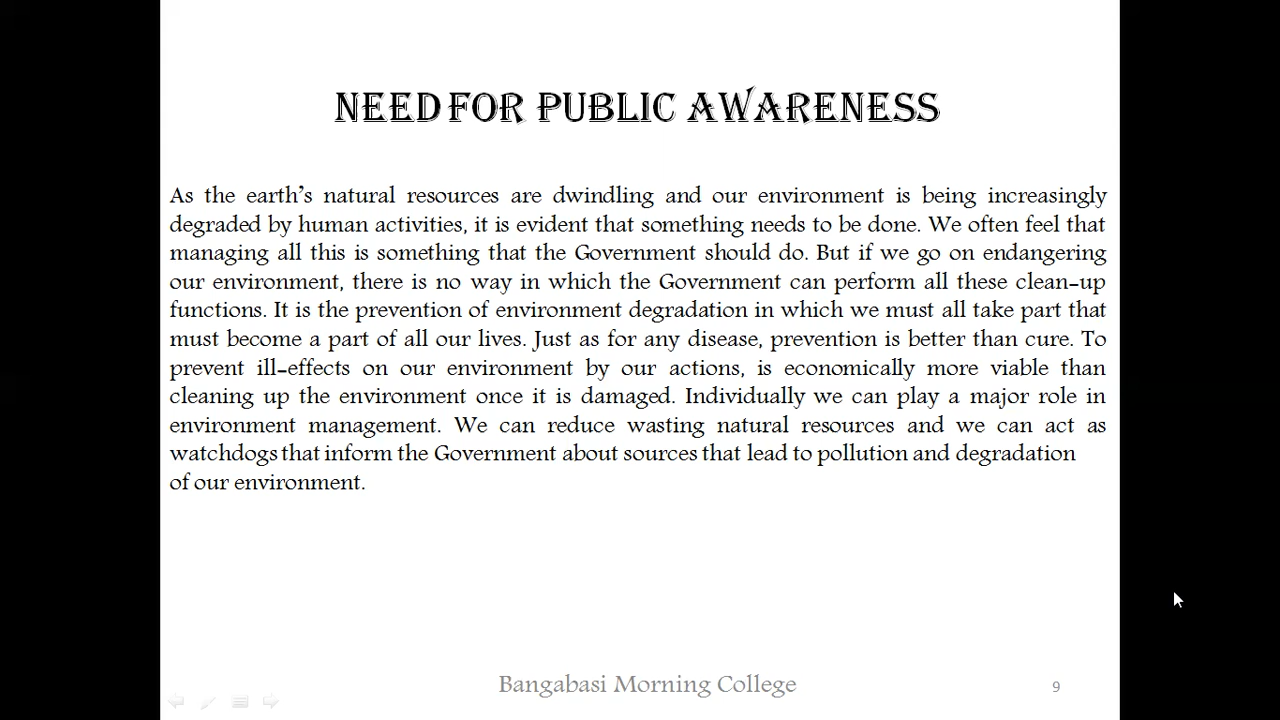 NEED FOR PUBLIC AWARENESS
As the earth's natural resources are dwindling and our environment is being increasingly
degraded by human activities, it is evident that something needs to be done. We often feel that
managing all this is something that the Government should do. But if we go on endangering
our environment, there is no way in which the Government can perform all these clean-up
functions. It is the prevention of environment degradation in which we must all take part that
must become a part of all our lives. Just as for any disease, prevention is better than cure. To
prevent ill-effects on our environment by our actions, is economically more viable than
cleaning up the environment once it is damaged. Individually we can play a major role in
environment management. We can reduce wasting natural resources and we can act as
watchdogs that inform the Government about sources that lead to pollution and degradation
of our environment.
Bangabasi Morning College
9